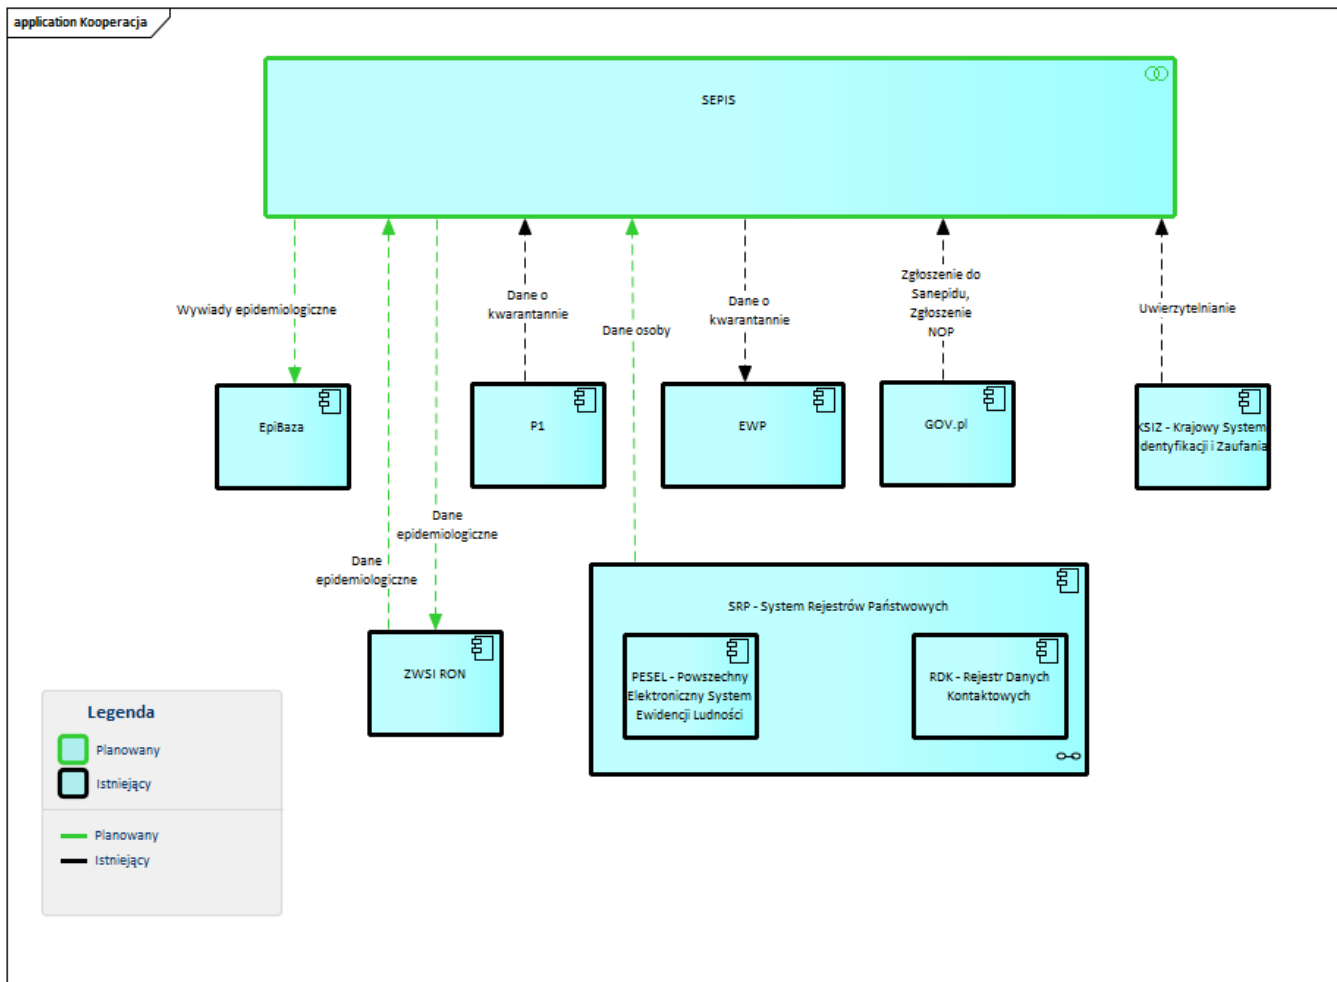 application Kooperacja
SEPIS
Wywiady epidemiologiczne
Dane o
kwarantannie
Dane osoby
Dane o
kwarantannie
Zgłoszenie do
Sanepidu,
Zgłoszenie
NOP
Uwierzytelnianie
EpiBaza
P1
EWP
GOV.pl
KSIZ - Krajowy System
dentyfikacji i Zaufania
Dane
epidemiologiczne
Dane
epidemiologiczne
ZWSI RON
SRP - System Rejestrów Państwowych
PESEL - Powszechny
Elektroniczny System
Ewidencji Ludności
RDK - Rejestr Danych
Kontaktowych
Legenda
Planowany
Istniejący
Planowany
Istniejący